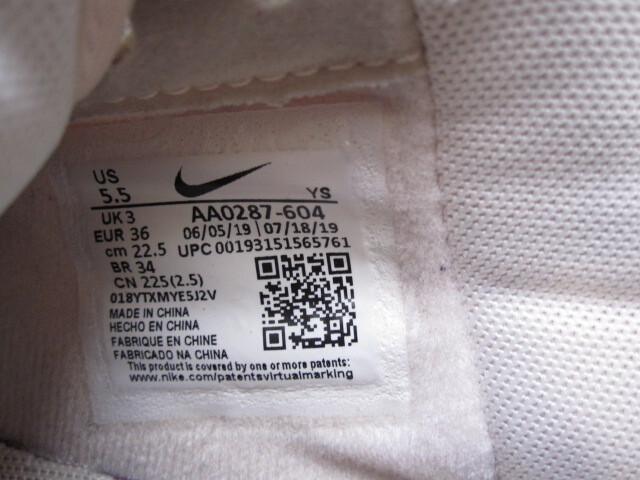 US
5.5 YS
UK 3 AA0287-604
EUR 36 06/05/19 | 07/18/19
cm 22.5 UPC 00193151565761
BR 34
CN 225(2.5)
018YTXMYE5J2V
MADE IN CHINA
HECHO EN CHINA
FABRIQUE EN CHINE
FABRICADO NA CHINA
This product is covered by one or more patents:
www.nike.com/patentsvirtualmarking